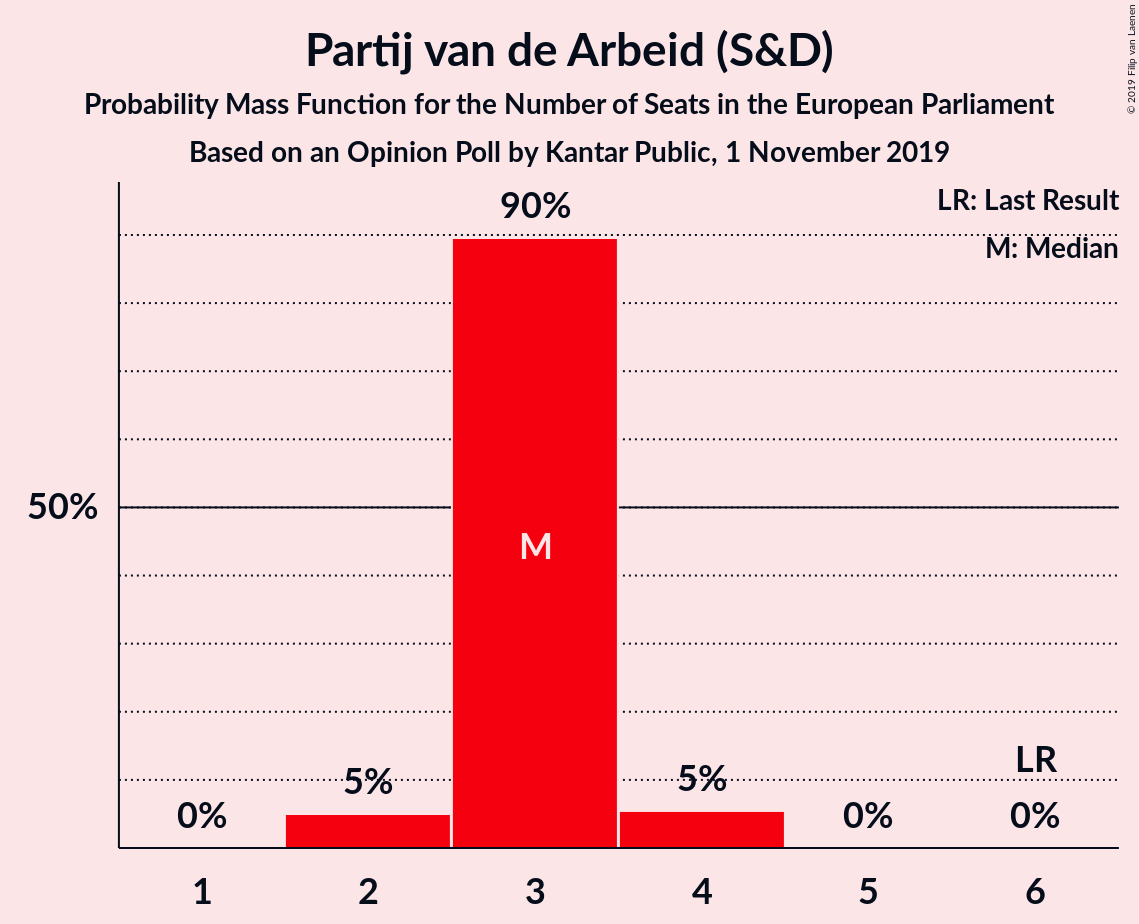 Partij van de Arbeid (S&D)
Probability Mass Function for the Number of Seats in the European Parliament
Based on an Opinion Poll by Kantar Public, 1 November 2019
© 2019 Filip van Laenen
LR: Last Result
M: Median
90%
50%
M
5%
5%
LR
0%
0%
0%
1 2 3 4 5 6